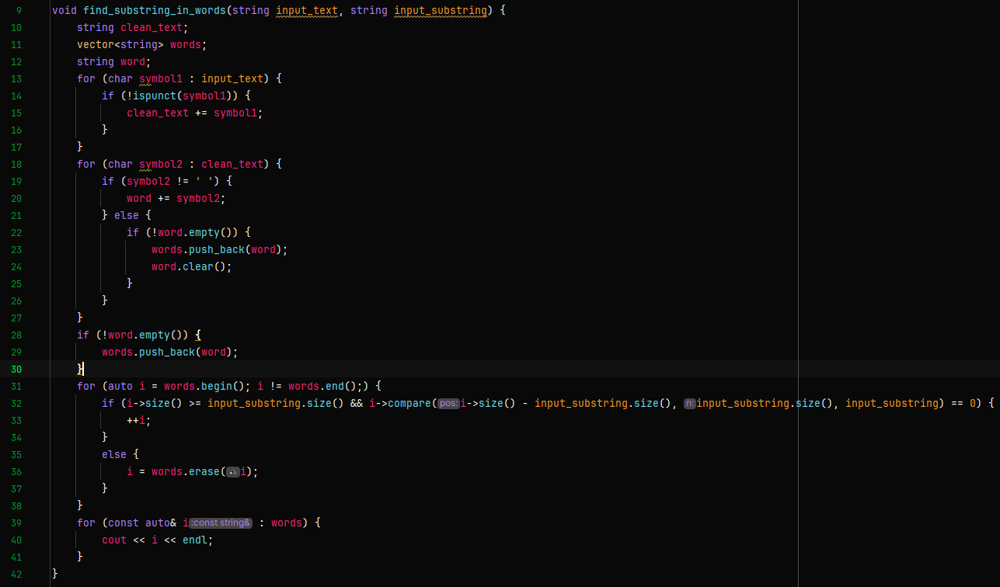 9 void find_substring_in_words(string input_text, string input_substring) {
10 string clean_text;
11 vector<string> words;
12 string word;
13 for (char symbol1 : input_text) {
14 if (!ispunct(symbol1)) {
15 clean_text += symbol1;
16 }
17 }
18 for (char symbol2 : clean_text) {
19 if (symbol2 != ' ') {
20 word += symbol2;
21 } else {
22 if (!word.empty()) {
23 words.push_back(word);
24 word.clear();
25 }
26 }
27 }
28 if (!word.empty()) {
29 words.push_back(word);
30 }
31 for (auto i = words.begin(); i != words.end();) {
32 if (i->size() >= input_substring.size() && i->compare(pos: i->size() - input_substring.size(), n: input_substring.size(), input_substring) == 0) {
33 ++i;
34 }
35 else {
36 i = words.erase(i);
37 }
38 }
39 for (const auto& i :const string& : words) {
40 cout << i << endl;
41 }
42 }